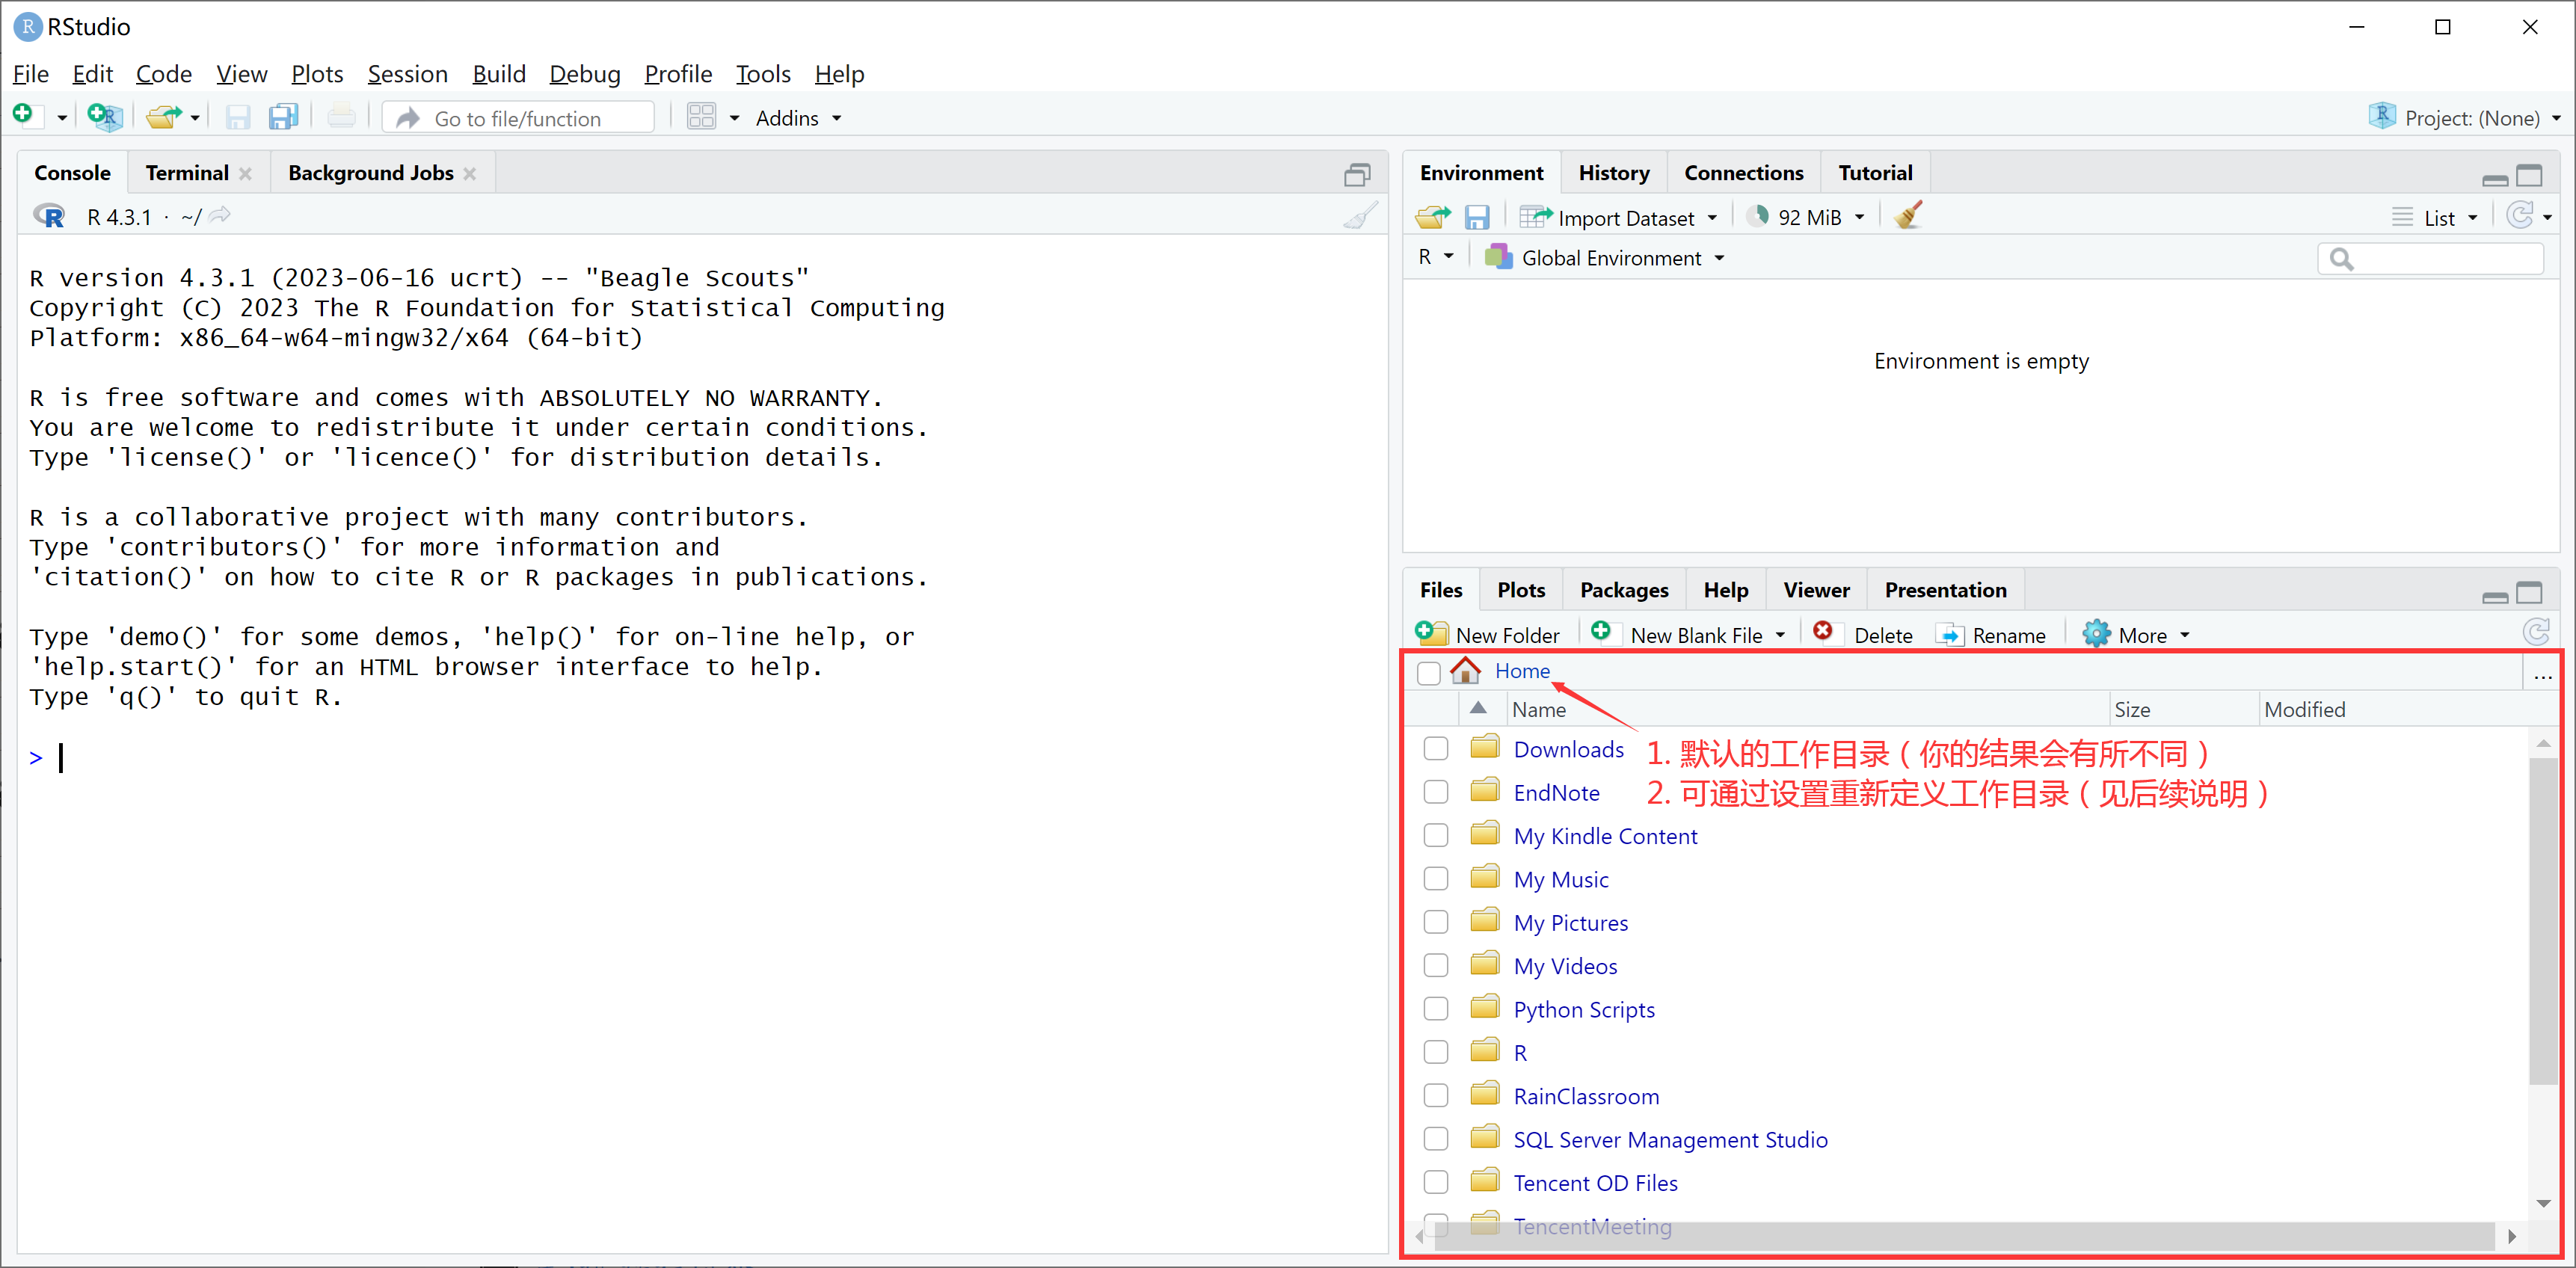 RStudio
File Edit Code View Plots Session Build Debug Profile Tools Help
Go to file/function Addins Project: (None)
Console Terminal Background Jobs
R 4.3.1 · ~/
R version 4.3.1 (2023-06-16 ucrt) -- "Beagle Scouts"
Copyright (C) 2023 The R Foundation for Statistical Computing
Platform: x86_64-w64-mingw32/x64 (64-bit)
R is free software and comes with ABSOLUTELY NO WARRANTY.
You are welcome to redistribute it under certain conditions.
Type 'license()' or 'licence()' for distribution details.
R is a collaborative project with many contributors.
Type 'contributors()' for more information and
'citation()' on how to cite R or R packages in publications.
Type 'demo()' for some demos, 'help()' for on-line help, or
'help.start()' for an HTML browser interface to help.
Type 'q()' to quit R.
>
Environment History Connections Tutorial
Import Dataset 92 MiB List
R Global Environment
Environment is empty
Files Plots Packages Help Viewer Presentation
New Folder New Blank File Delete Rename More
Home ...
Name Size Modified
Downloads
1. 默认的工作目录（你的结果会有所不同）
EndNote
2. 可通过设置重新定义工作目录（见后续说明）
My Kindle Content
My Music
My Pictures
My Videos
Python Scripts
R
RainClassroom
SQL Server Management Studio
Tencent OD Files
TencentMeeting